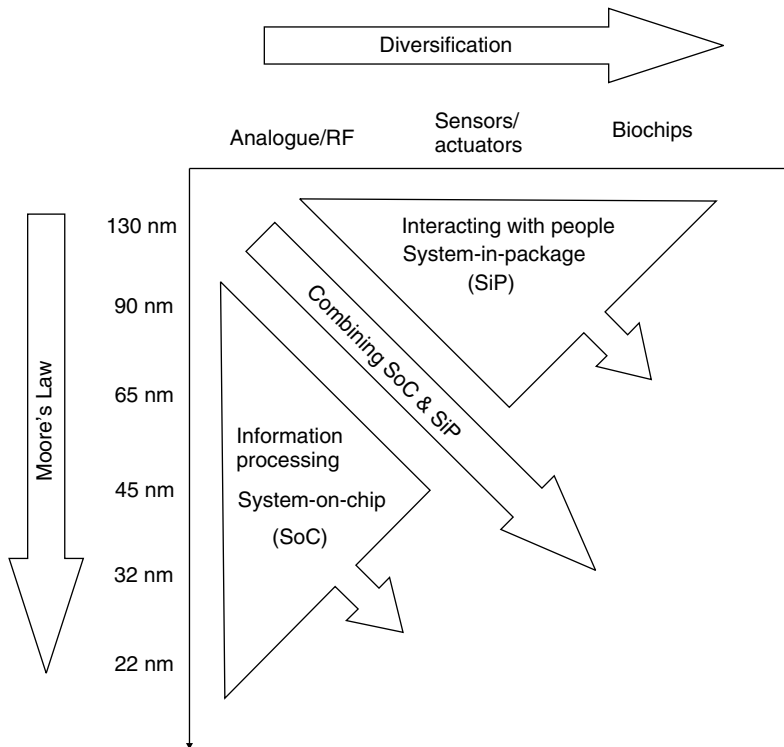 Diversification
Analogue/RF
Sensors/
actuators
Biochips
Moore's Law
130 nm
90 nm
65 nm
45 nm
32 nm
22 nm
Interacting with people
System-in-package
(SiP)
Combining SoC & SiP
Information
processing
System-on-chip
(SoC)